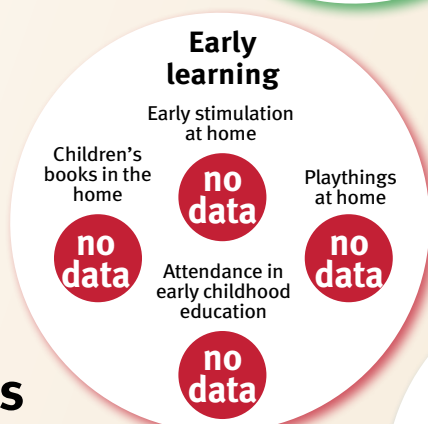 Early
learning
Early stimulation
at home
no
data
Children's
books in the
home
no
data
Playthings
at home
no
data
Attendance in
early childhood
education
no
data
s